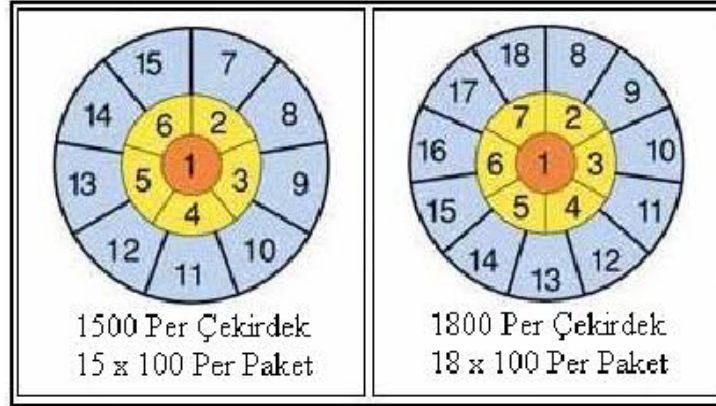 15 7
14 6 2 8
1
13 5 3 9
4
12 10
11
1500 Per Çekirdek
15 x 100 Per Paket
18 8
17 9
7 2
16 6 1 3 10
15 5 4 11
14 12
13
1800 Per Çekirdek
18 x 100 Per Paket